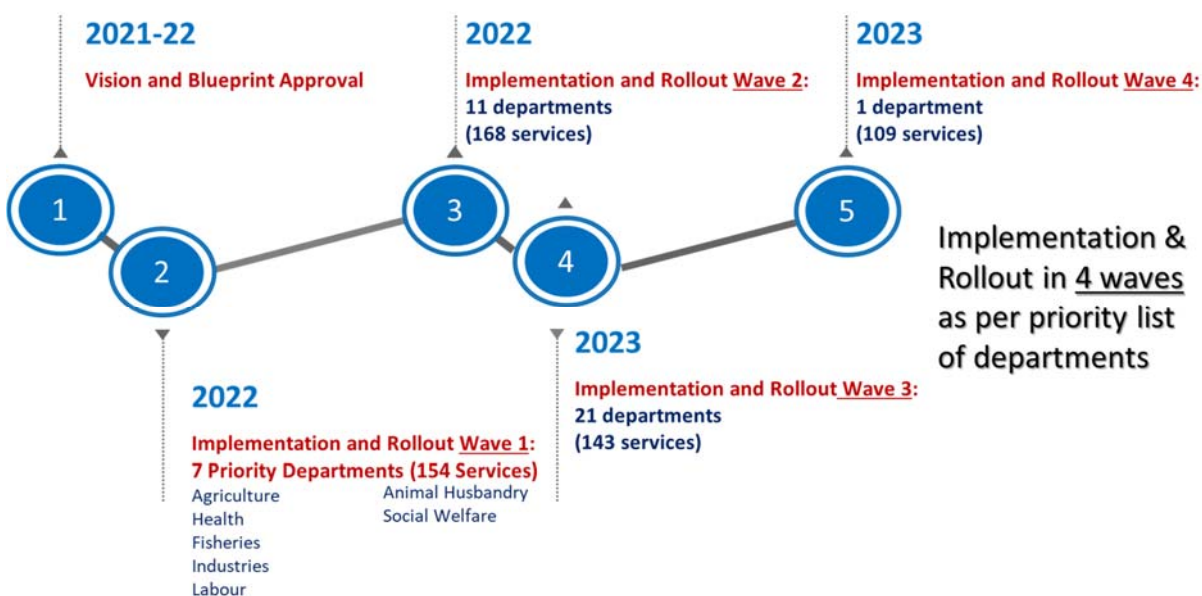 2021-22
Vision and Blueprint Approval
2022
Implementation and Rollout Wave 2:
11 departments
(168 services)
2023
Implementation and Rollout Wave 4:
1 department
(109 services)
1
2
3
4
5
Implementation &
Rollout in 4 waves
as per priority list
of departments
2022
Implementation and Rollout Wave 1:
7 Priority Departments (154 Services)
Agriculture
Health
Fisheries
Industries
Labour
Animal Husbandry
Social Welfare
2023
Implementation and Rollout Wave 3:
21 departments
(143 services)